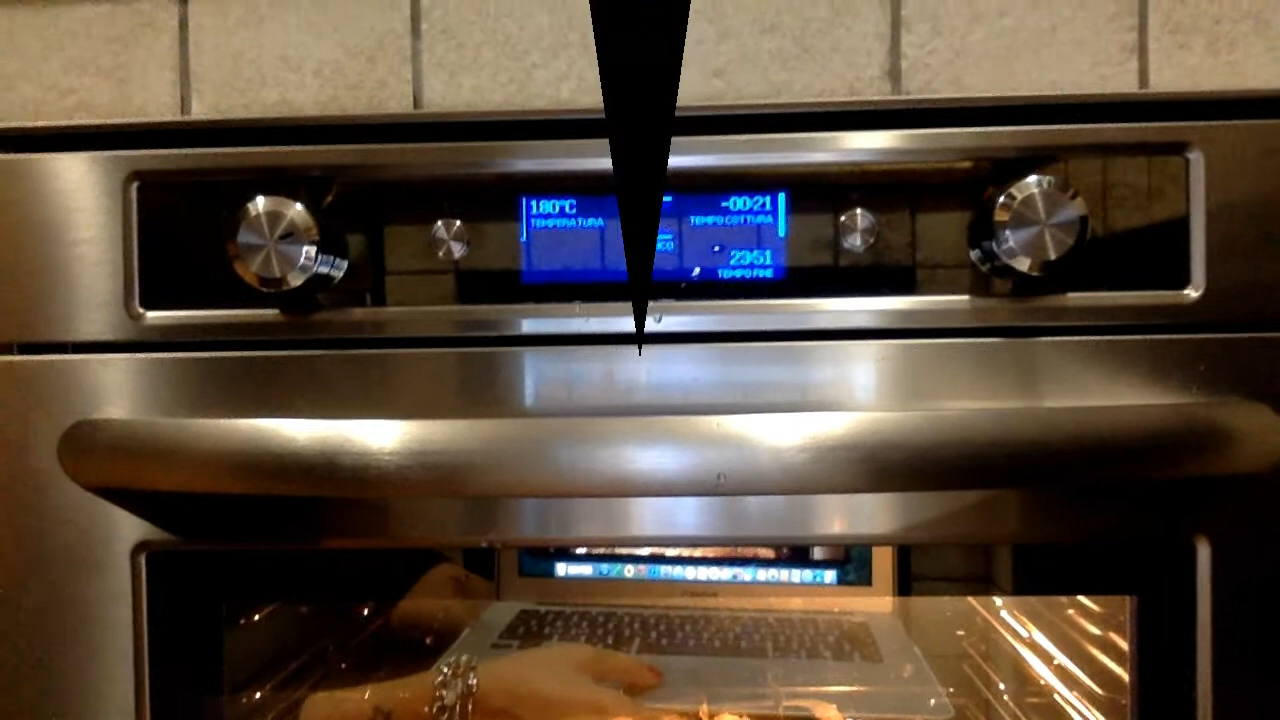 180°C
TEMPERATURA
-00:21
TEMPO COTTURA
23:51
TEMPO FINE